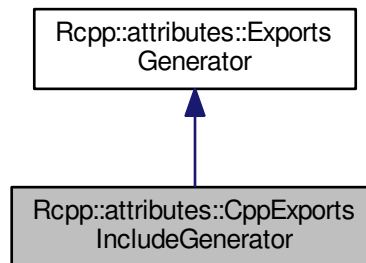 Rcpp::attributes::Exports
Generator
Rcpp::attributes::CppExports
IncludeGenerator